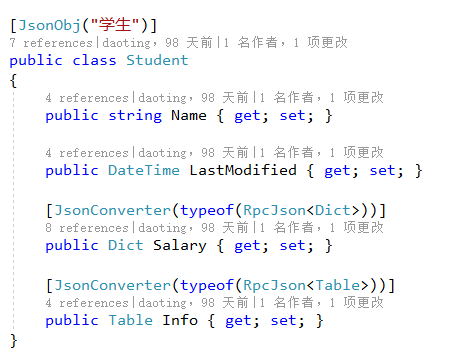 [JsonObj("学生")]
7 references|daoting，98 天前|1 名作者，1 项更改
public class Student
{
4 references|daoting，98 天前|1 名作者，1 项更改
public string Name { get; set; }
4 references|daoting，98 天前|1 名作者，1 项更改
public DateTime LastModified { get; set; }
[JsonConverter(typeof(RpcJson<Dict>))]
8 references|daoting，98 天前|1 名作者，1 项更改
public Dict Salary { get; set; }
[JsonConverter(typeof(RpcJson<Table>))]
4 references|daoting，98 天前|1 名作者，1 项更改
public Table Info { get; set; }
}